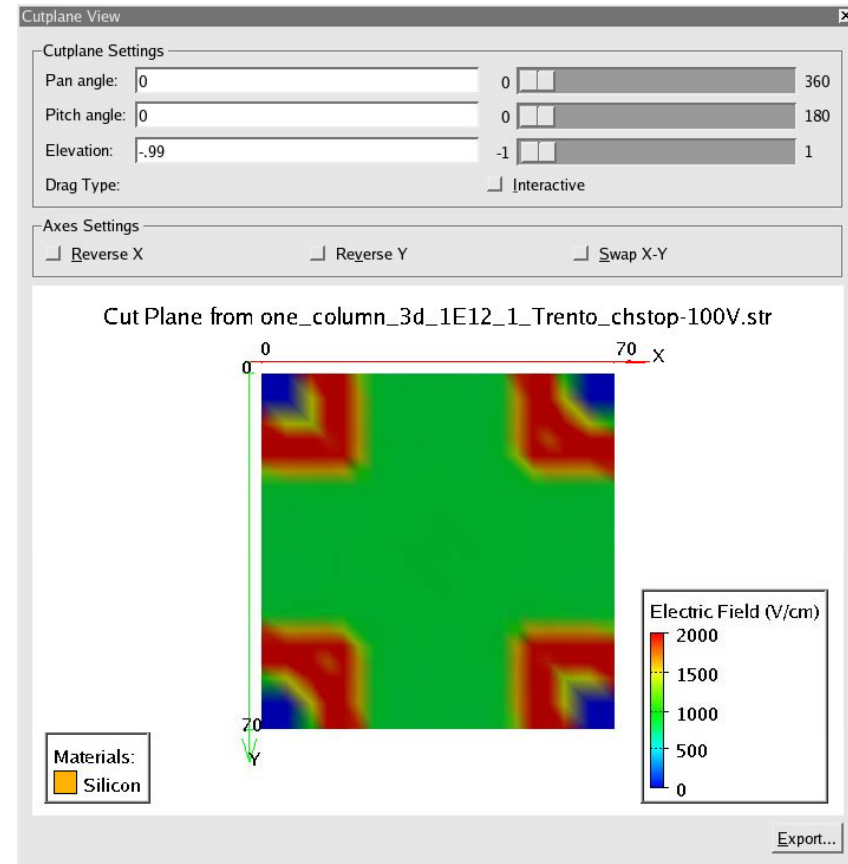 Cutplane View
Cutplane Settings
Pan angle: 0 0 360
Pitch angle: 0 0 180
Elevation: -.99 -1 1
Drag Type: Interactive
Axes Settings
Reverse X Reverse Y Swap X-Y
Cut Plane from one_column_3d_1E12_1_Trento_chstop-100V.str
0 70 X
0
Electric Field (V/cm)
2000
1500
1000
500
0
70
Y
Materials:
Silicon
Export...